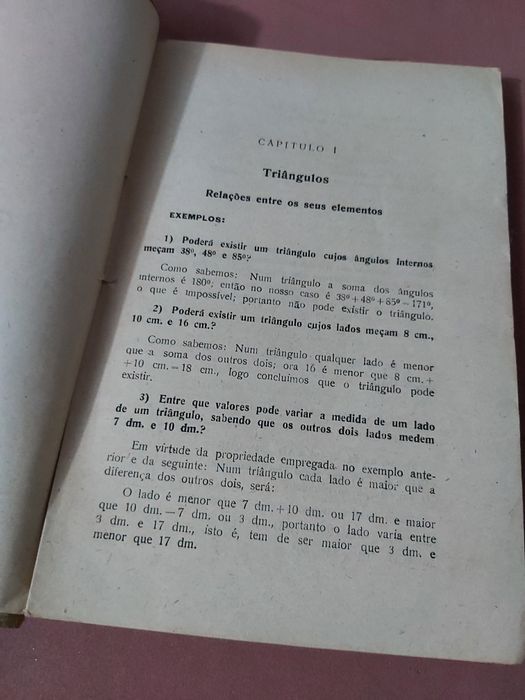 CAPITULO I
Triângulos
Relações entre os seus elementos
EXEMPLOS:
1) Poderá existir um triângulo cujos ângulos internos
meçam 38º, 48º e 85º?
Como sabemos: Num triângulo a soma dos ângulos
internos é 180º; então no nosso caso é 38º+48º+85º=171º,
o que é impossível; portanto não pode existir o triângulo.
2) Poderá existir um triângulo cujos lados meçam 8 cm.,
10 cm. e 16 cm.?
Como sabemos: Num triângulo qualquer lado é menor
que a soma dos outros dois; ora 16 é menor que 8 cm.+
+10 cm.=18 cm., logo concluímos que o triângulo pode
existir.
3) Entre que valores pode variar a medida de um lado
de um triângulo, sabendo que os outros dois lados medem
7 dm. e 10 dm.?
Em virtude da propriedade empregada no exemplo ante-
rior e da seguinte: Num triângulo cada lado é maior que a
diferença dos outros dois, será:
O lado é menor que 7 dm.+10 dm. ou 17 dm. e maior
que 10 dm.—7 dm. ou 3 dm., portanto o lado varia entre
3 dm. e 17 dm., isto é, tem de ser maior que 3 dm. e
menor que 17 dm.